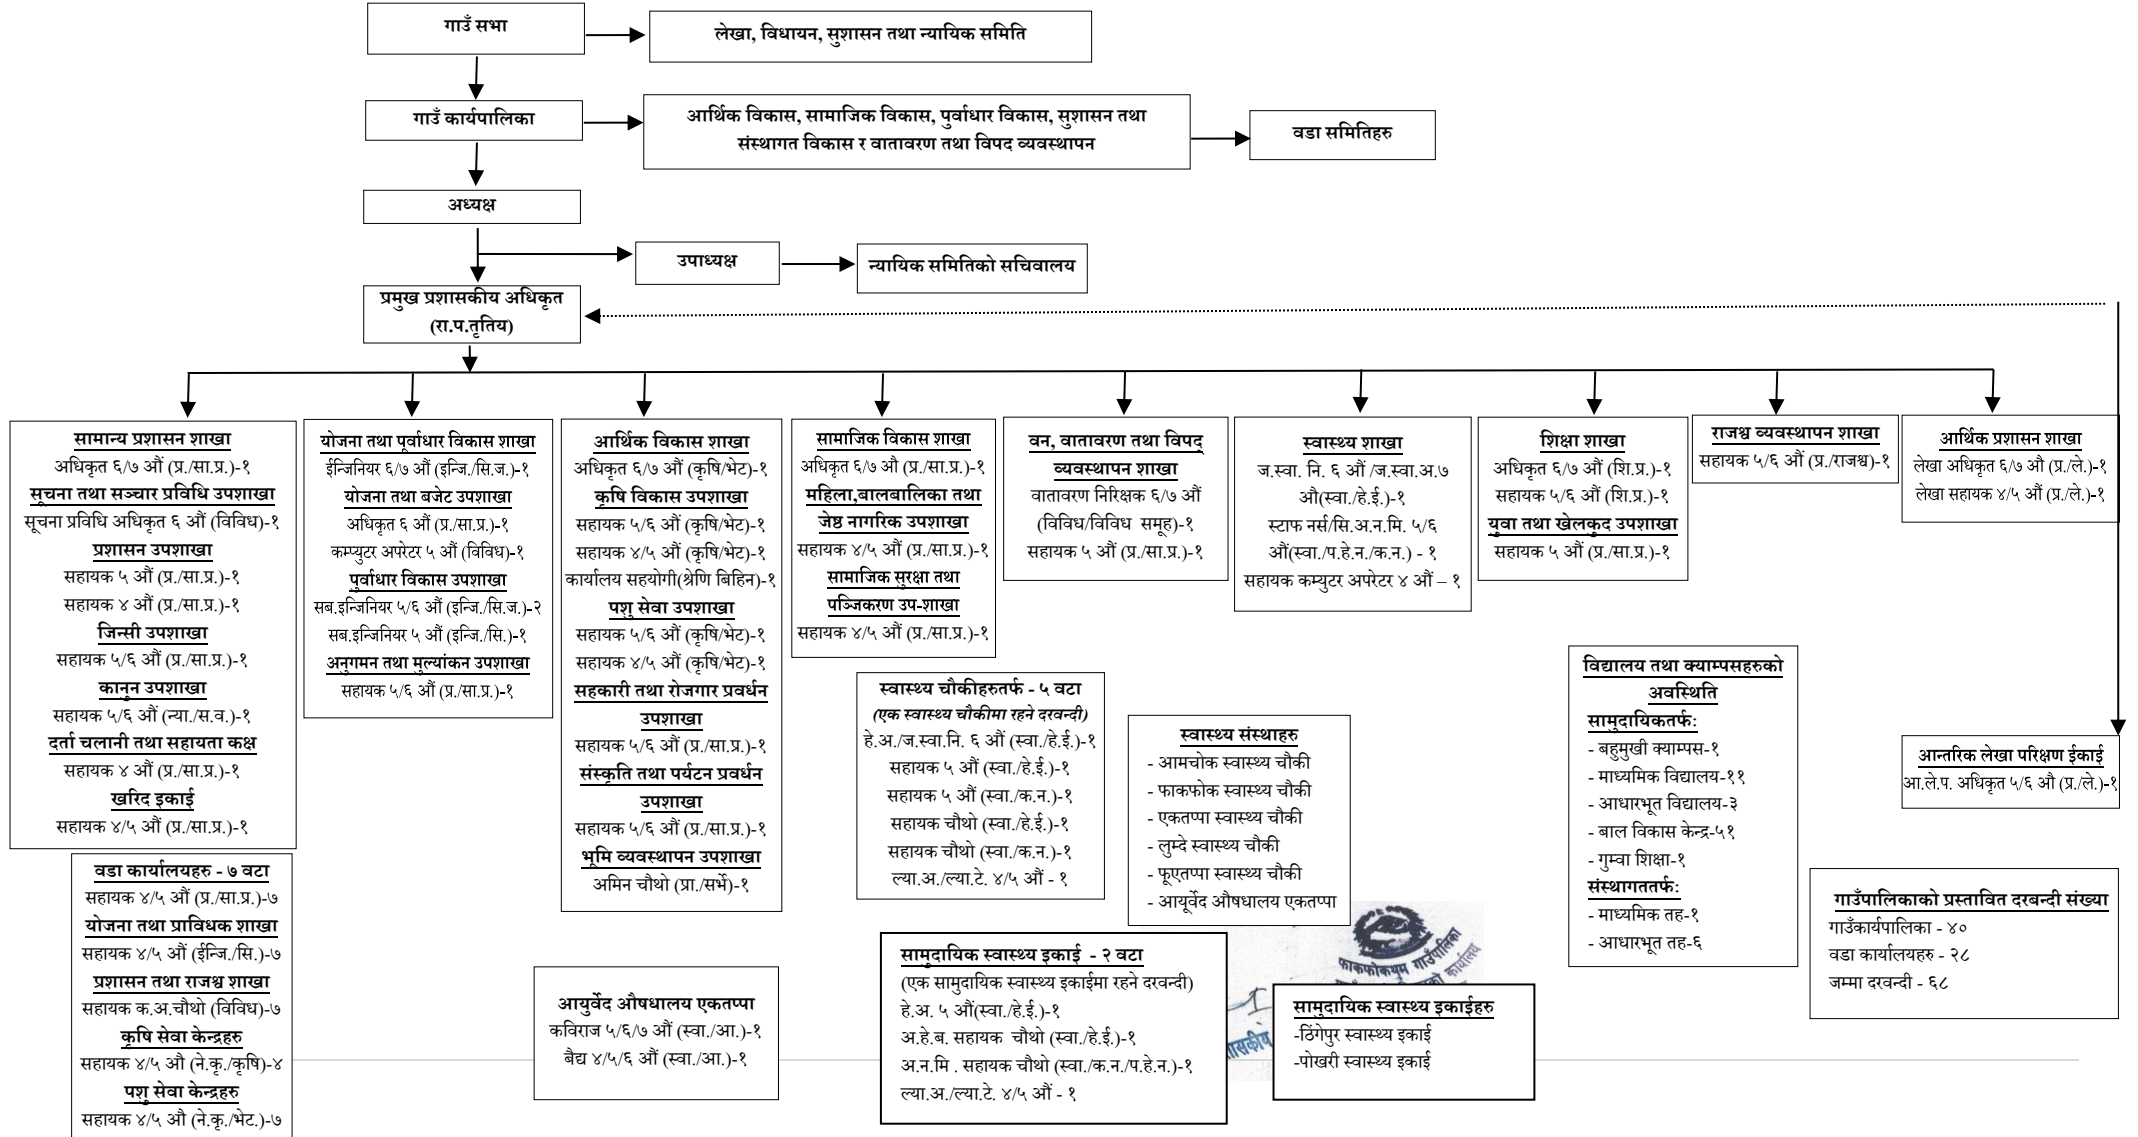 गाउँ सभा
लेखा, विधायन, सुशासन तथा न्यायिक समिति
गाउँ कार्यपालिका
आर्थिक विकास, सामाजिक विकास, पुर्वाधार विकास, सुशासन तथा
संस्थागत विकास र वातावरण तथा विपद व्यवस्थापन
वडा समितिहरु
अध्यक्ष
उपाध्यक्ष
न्यायिक समितिको सचिवालय
प्रमुख प्रशासकीय अधिकृत
(रा.प.तृतिय)
सामान्य प्रशासन शाखा
अधिकृत ६/७ औं (प्र./सा.प्र.)-१
सूचना तथा सञ्चार प्रविधि उपशाखा
सूचना प्रविधि अधिकृत ६ औं (विविध)-१
प्रशासन उपशाखा
सहायक ५ औं (प्र./सा.प्र.)-१
सहायक ४ औं (प्र./सा.प्र.)-१
जिन्सी उपशाखा
सहायक ५/६ औं (प्र./सा.प्र.)-१
कानुन उपशाखा
सहायक ५/६ औं (न्या./स.व.)-१
दर्ता चलानी तथा सहायता कक्ष
सहायक ४ औं (प्र./सा.प्र.)-१
खरिद इकाई
सहायक ४/५ औं (प्र./सा.प्र.)-१
योजना तथा पूर्वाधार विकास शाखा
ईन्जिनियर ६/७ औं (इन्जि./सि.ज.)-१
योजना तथा बजेट उपशाखा
अधिकृत ६ औं (प्र./सा.प्र.)-१
कम्प्युटर अपरेटर ५ औं (विविध)-१
पुर्वाधार विकास उपशाखा
सब.इन्जिनियर ५/६ औं (इन्जि./सि.ज.)-२
सब.इन्जिनियर ५ औं (इन्जि./सि.)-१
अनुगमन तथा मुल्यांकन उपशाखा
सहायक ५/६ औं (प्र./सा.प्र.)-१
आर्थिक विकास शाखा
अधिकृत ६/७ औं (कृषि/भेट)-१
कृषि विकास उपशाखा
सहायक ५/६ औं (कृषि/भेट)-१
सहायक ४/५ औं (कृषि/भेट)-१
कार्यालय सहयोगी(श्रेणि बिहिन)-१
पशु सेवा उपशाखा
सहायक ५/६ औं (कृषि/भेट)-१
सहायक ४/५ औं (कृषि/भेट)-१
सहकारी तथा रोजगार प्रवर्धन
उपशाखा
सहायक ५/६ औं (प्र./सा.प्र.)-१
संस्कृति तथा पर्यटन प्रवर्धन
उपशाखा
सहायक ५/६ औं (प्र./सा.प्र.)-१
भूमि व्यवस्थापन उपशाखा
अमिन चौथो (प्रा./सर्भे)-१
सामाजिक विकास शाखा
अधिकृत ६/७ औं (प्र./सा.प्र.)-१
महिला,बालबालिका तथा
जेष्ठ नागरिक उपशाखा
सहायक ४/५ औं (प्र./सा.प्र.)-१
सामाजिक सुरक्षा तथा
पञ्जिकरण उप-शाखा
सहायक ४/५ औं (प्र./सा.प्र.)-१
वन, वातावरण तथा विपद्
व्यवस्थापन शाखा
वातावरण निरिक्षक ६/७ औं
(विविध/विविध समूह)-१
सहायक ५ औं (प्र./सा.प्र.)-१
स्वास्थ्य शाखा
ज.स्वा. नि. ६ औं /ज.स्वा.अ.७
औ(स्वा./हे.ई.)-१
स्टाफ नर्स/सि.अ.न.मि. ५/६
औं(स्वा./प.हे.न./क.न.) - १
सहायक कम्युटर अपरेटर ४ औं – १
शिक्षा शाखा
अधिकृत ६/७ औं (शि.प्र.)-१
सहायक ५/६ औं (शि.प्र.)-१
युवा तथा खेलकुद उपशाखा
सहायक ५ औं (प्र./सा.प्र.)-१
राजश्व व्यवस्थापन शाखा
सहायक ५/६ औं (प्र./राजश्व)-१
आर्थिक प्रशासन शाखा
लेखा अधिकृत ६/७ औं (प्र./ले.)-१
लेखा सहायक ४/५ औं (प्र./ले.)-१
स्वास्थ्य चौकीहरुतर्फ - ५ वटा
(एक स्वास्थ्य चौकीमा रहने दरवन्दी)
हे.अ./ज.स्वा.नि. ६ औं (स्वा./हे.ई.)-१
सहायक ५ औं (स्वा./हे.ई.)-१
सहायक ५ औं (स्वा./क.न.)-१
सहायक चौथो (स्वा./हे.ई.)-१
सहायक चौथो (स्वा./क.न.)-१
ल्या.अ./ल्या.टे. ४/५ औं - १
स्वास्थ्य संस्थाहरु
- आमचोक स्वास्थ्य चौकी
- फाकफोक स्वास्थ्य चौकी
- एकतप्पा स्वास्थ्य चौकी
- लुम्दे स्वास्थ्य चौकी
- फूएतप्पा स्वास्थ्य चौकी
- आयूर्वेद औषधालय एकतप्पा
विद्यालय तथा क्याम्पसहरुको
अवस्थिति
सामुदायिकतर्फः
- बहुमुखी क्याम्पस-१
- माध्यमिक विद्यालय-११
- आधारभूत विद्यालय-३
- बाल विकास केन्द्र-५१
- गुम्वा शिक्षा-१
संस्थागततर्फः
- माध्यमिक तह-१
- आधारभूत तह-६
आन्तरिक लेखा परिक्षण ईकाई
आ.ले.प. अधिकृत ५/६ औ (प्र./ले.)-१
गाउँपालिकाको प्रस्तावित दरबन्दी संख्या
गाउँकार्यपालिका - ४०
वडा कार्यालयहरु - २८
जम्मा दरवन्दी - ६८
वडा कार्यालयहरु - ७ वटा
सहायक ४/५ औं (प्र./सा.प्र.)-७
योजना तथा प्राविधक शाखा
सहायक ४/५ औं (ईन्जि./सि.)-७
प्रशासन तथा राजश्व शाखा
सहायक क.अ.चौथो (विविध)-७
कृषि सेवा केन्द्रहरु
सहायक ४/५ औ (ने.कृ./कृषि)-४
पशु सेवा केन्द्रहरु
सहायक ४/५ औ (ने.कृ./भेट.)-७
आयुर्वेद औषधालय एकतप्पा
कविराज ५/६/७ औं (स्वा./आ.)-१
बैद्य ४/५/६ औं (स्वा./आ.)-१
सामुदायिक स्वास्थ्य इकाई - २ वटा
(एक सामुदायिक स्वास्थ्य इकाईमा रहने दरवन्दी)
हे.अ. ५ औं(स्वा./हे.ई.)-१
अ.हे.ब. सहायक चौथो (स्वा./हे.ई.)-१
अ.न.मि . सहायक चौथो (स्वा./क.न./प.हे.न.)-१
ल्या.अ./ल्या.टे. ४/५ औं - १
फाकफोकथुम गाउँपालिका
सामुदायिक स्वास्थ्य इकाईहरु
-ठिंगेपुर स्वास्थ्य इकाई
-पोखरी स्वास्थ्य इकाई